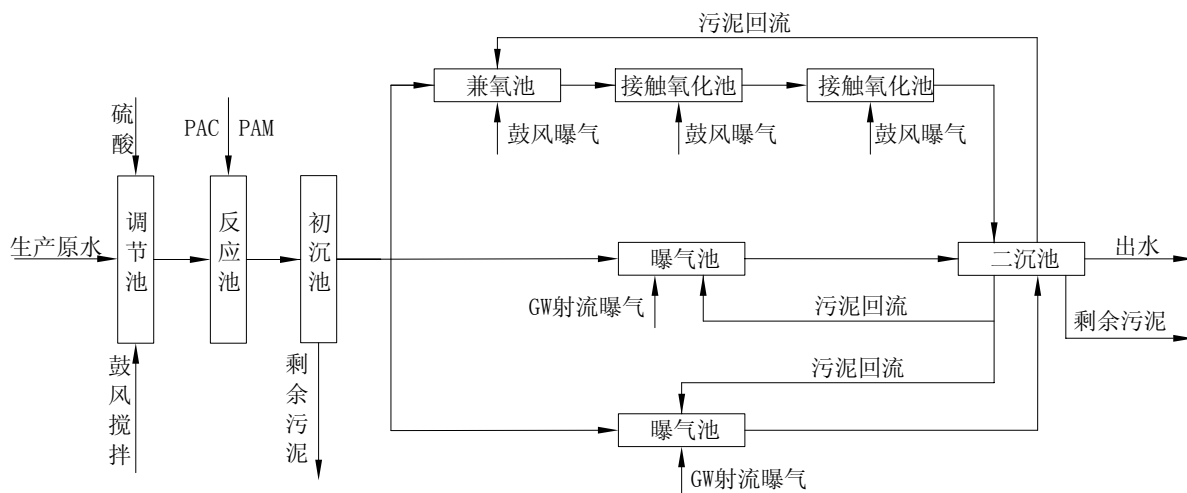 污泥回流
兼氧池
接触氧化池
接触氧化池
鼓风曝气
鼓风曝气
鼓风曝气
硫酸
PAC
PAM
生产原水
调节池
反应池
初沉池
曝气池
二沉池
出水
GW射流曝气
污泥回流
剩余污泥
鼓风搅拌
剩余污泥
污泥回流
曝气池
GW射流曝气